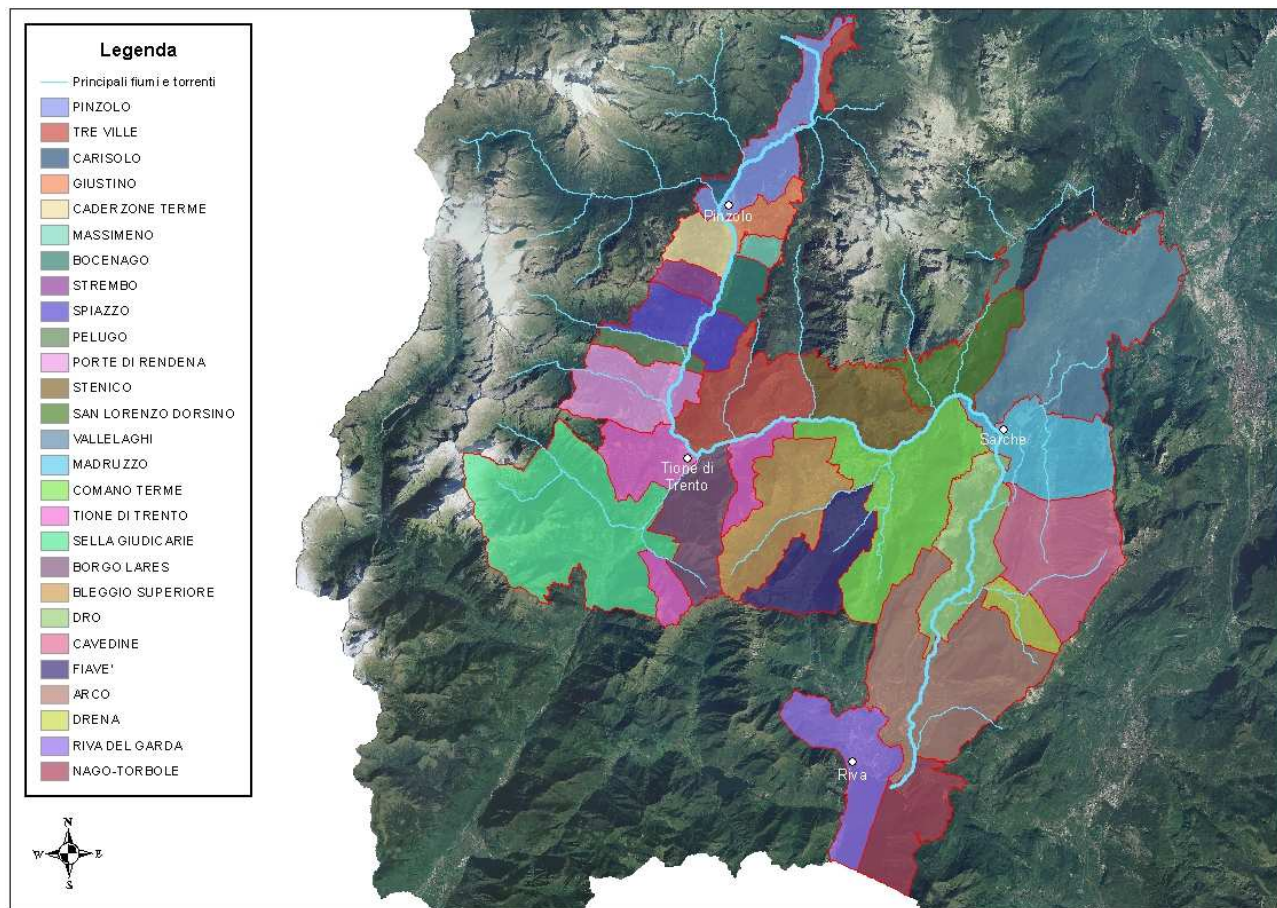 Legenda
Principali fiumi e torrenti
PINZOLO
TRE VILLE
CARISOLO
GIUSTINO
CADERZONE TERME
MASSIMENO
BOCENAGO
STREMBO
SPIAZZO
PELUGO
PORTE DI RENDENA
STENICO
SAN LORENZO DORSINO
VALLELAGHI
MADRUZZO
COMANO TERME
TIONE DI TRENTO
SELLA GIUDICARIE
BORGO LARES
BLEGGIO SUPERIORE
DRO
CAVEDINE
FIAVE'
ARCO
DRENA
RIVA DEL GARDA
NAGO-TORBOLE
N
W
E
S
Pinzolo
Sarche
Tione di
Trento
Riva